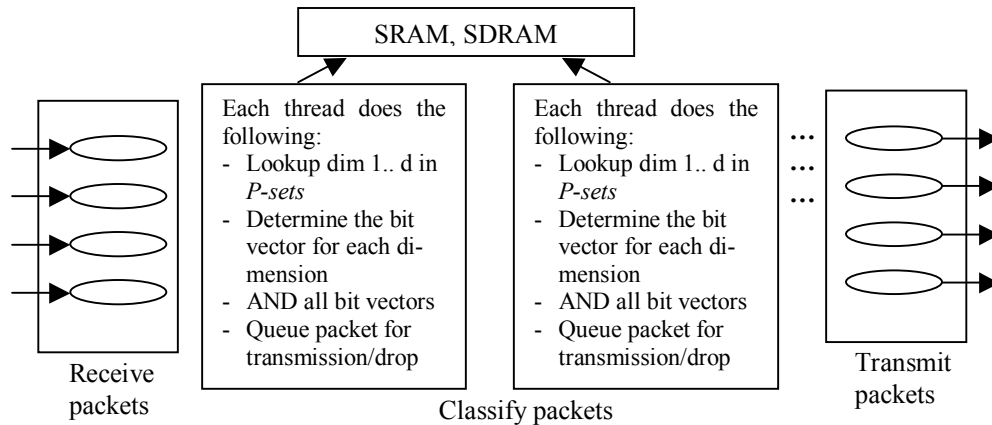 SRAM, SDRAM
Each thread does the
following:
- Lookup dim 1.. d in
P-sets
- Determine the bit
vector for each di-
mension
- AND all bit vectors
- Queue packet for
transmission/drop
Each thread does the
following:
- Lookup dim 1.. d in
P-sets
- Determine the bit
vector for each di-
mension
- AND all bit vectors
- Queue packet for
transmission/drop
...
...
...
Receive
packets
Classify packets
Transmit
packets